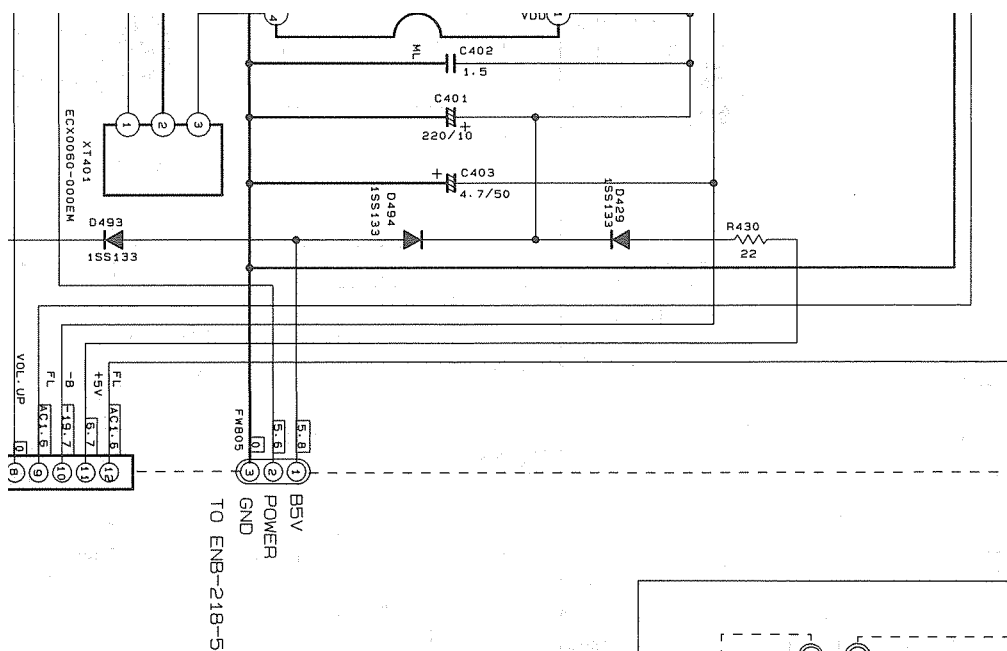 4
VDD
1
ML
C402
1.5
C401
+
220/10
+
C403
4.7/50
1
2
3
XT401
ECX0060-000EM
D493
1SS133
D494
1SS133
D429
1SS133
R430
22
VOL.UP
FL
-B
+5V
FL
0
AC1.6
-19.7
6.7
AC1.6
8
9
10
11
12
FW805
0
5.6
5.8
3
2
1
GND
POWER
B5V
TO ENB-218-5